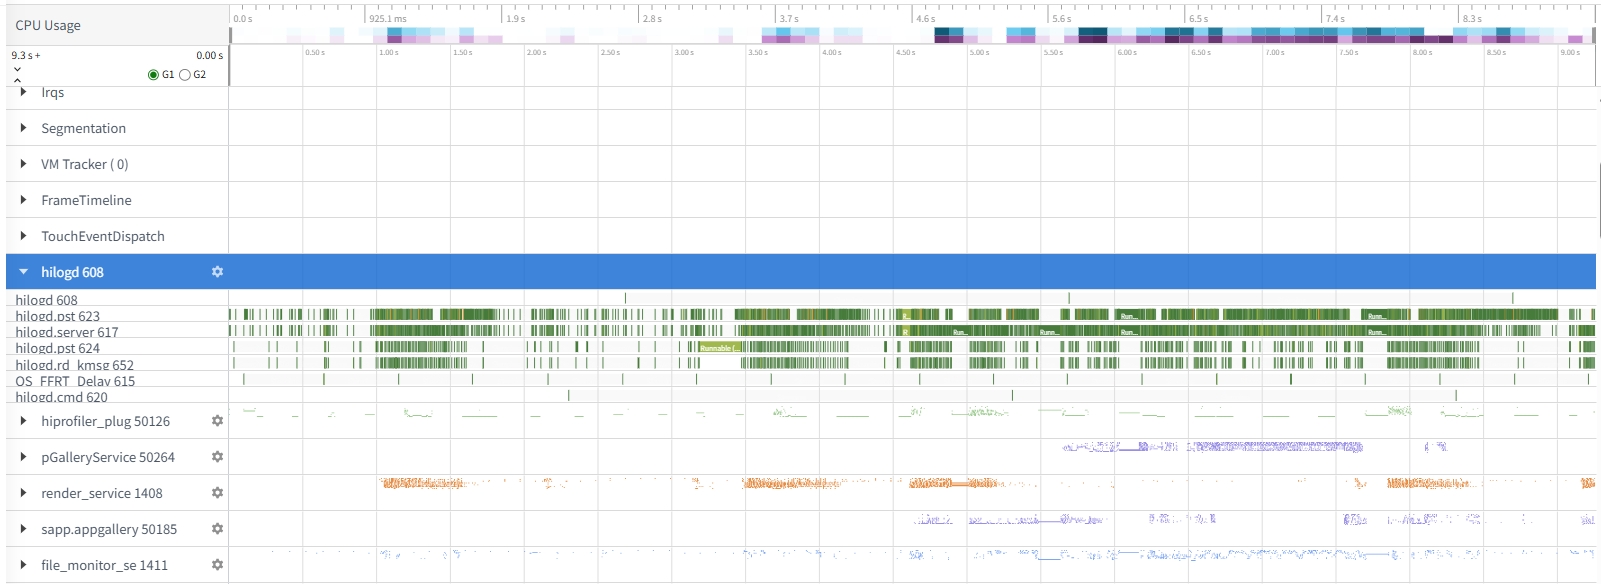 CPU Usage
0.0 s 925.1 ms 1.9 s 2.8 s 3.7 s 4.6 s 5.6 s 6.5 s 7.4 s 8.3 s
9.3 s + 0.00 s
0.50 s 1.00 s 1.50 s 2.00 s 2.50 s 3.00 s 3.50 s 4.00 s 4.50 s 5.00 s 5.50 s 6.00 s 6.50 s 7.00 s 7.50 s 8.00 s 8.50 s 9.00 s
G1 G2
Irqs
Segmentation
VM Tracker ( 0)
FrameTimeline
TouchEventDispatch
hilogd 608
hilogd 608
hilogd.pst 623
R... Run... Run...
hilogd.server 617
R Run... Run... Run... Run...
hilogd.pst 624
Runnable (...
hilogd.rd_kmsg 652
OS_FFRT_Delay 615
hilogd.cmd 620
hiprofiler_plug 50126
pGalleryService 50264
render_service 1408
sapp.appgallery 50185
file_monitor_se 1411